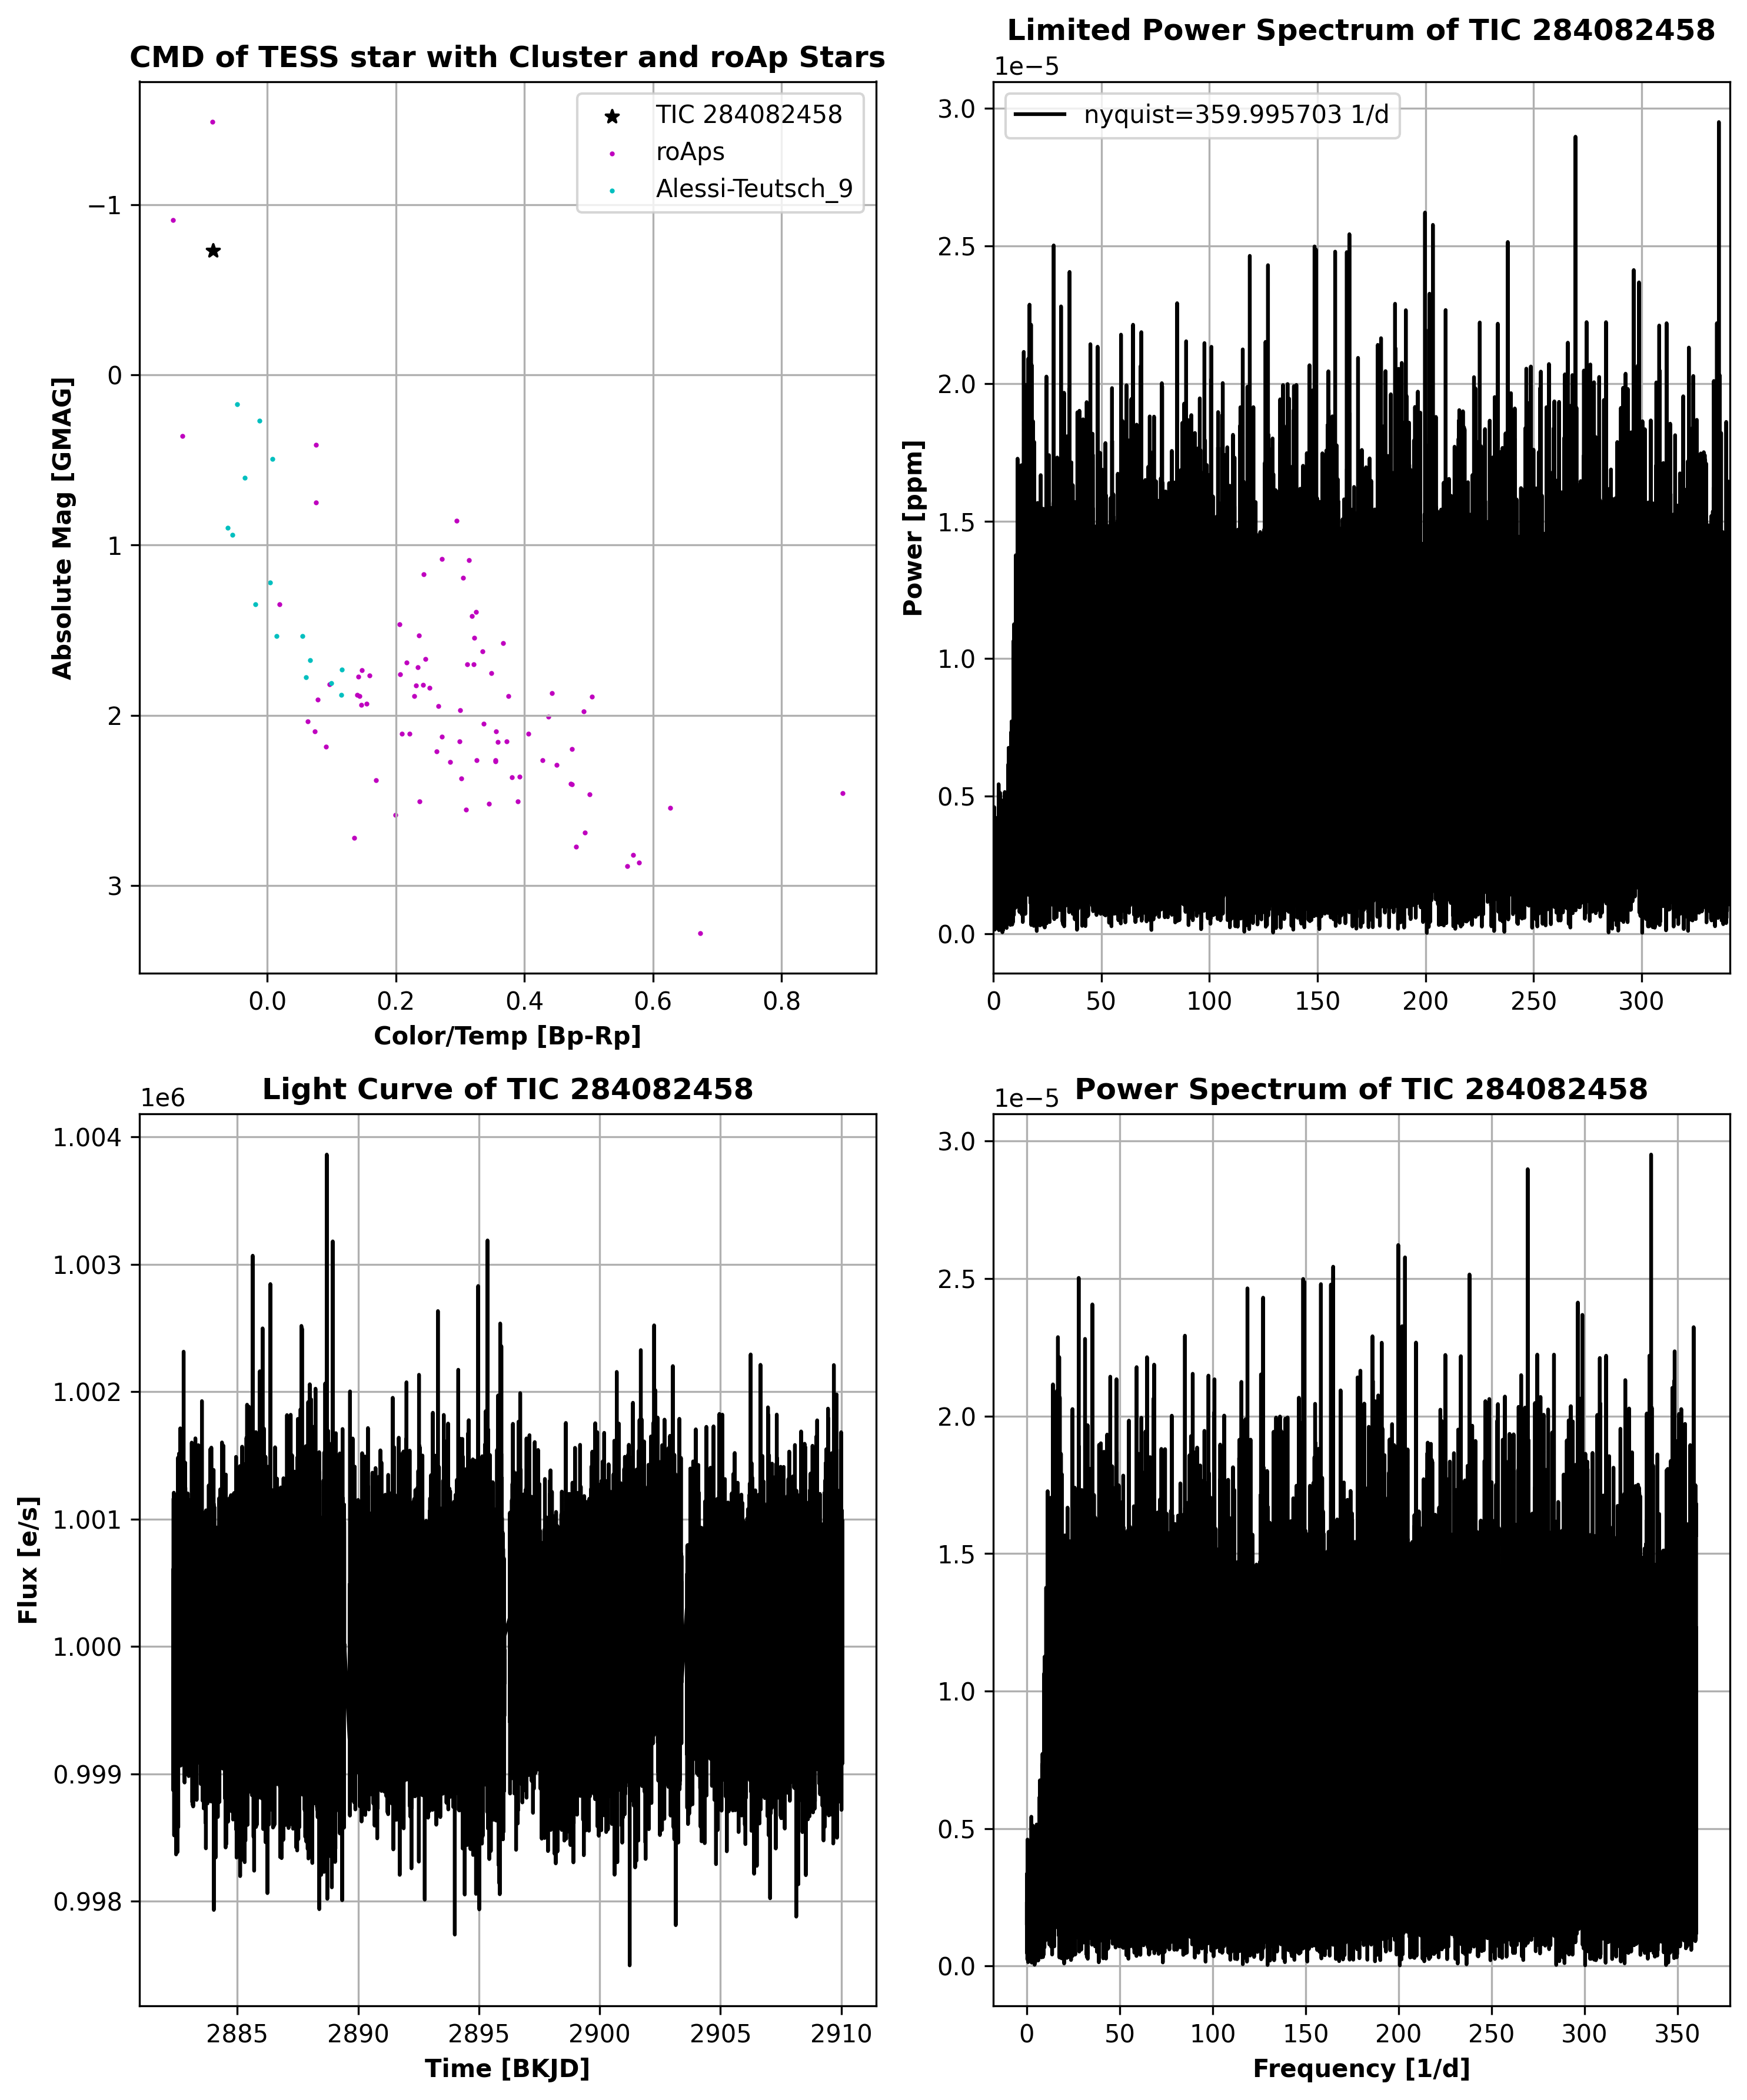 CMD of TESS star with Cluster and roAp Stars
TIC 284082458
roAps
Alessi-Teutsch_9
−1
0
1
2
3
0.0 0.2 0.4 0.6 0.8
Absolute Mag [GMAG]
Color/Temp [Bp-Rp]
Limited Power Spectrum of TIC 284082458
1e−5
nyquist=359.995703 1/d
3.0
2.5
2.0
1.5
1.0
0.5
0.0
0 50 100 150 200 250 300
Power [ppm]
Light Curve of TIC 284082458
1e6
1.004
1.003
1.002
1.001
1.000
0.999
0.998
2885 2890 2895 2900 2905 2910
Flux [e/s]
Time [BKJD]
Power Spectrum of TIC 284082458
1e−5
3.0
2.5
2.0
1.5
1.0
0.5
0.0
0 50 100 150 200 250 300 350
Frequency [1/d]